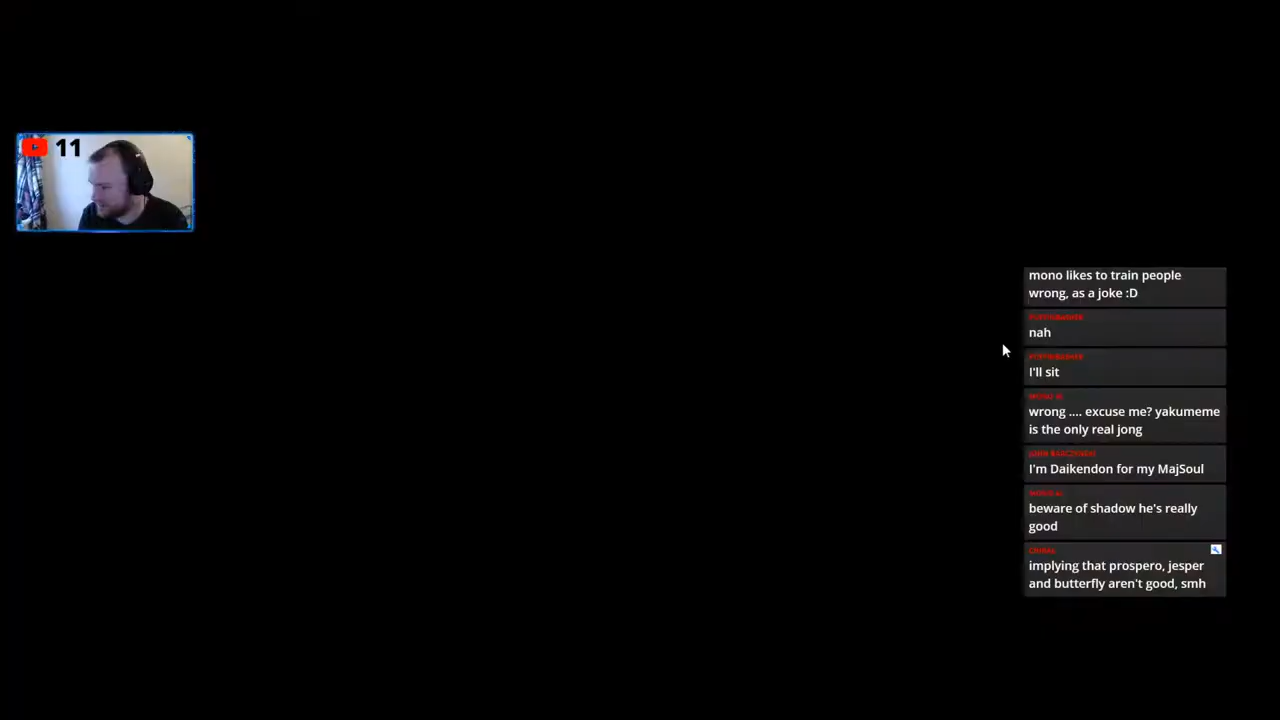 11
mono likes to train people
wrong, as a joke :D
nah
I'll sit
wrong .... excuse me? yakumeme
is the only real jong
I'm Daikendon for my MajSoul
beware of shadow he's really
good
implying that prospero, jesper
and butterfly aren't good, smh